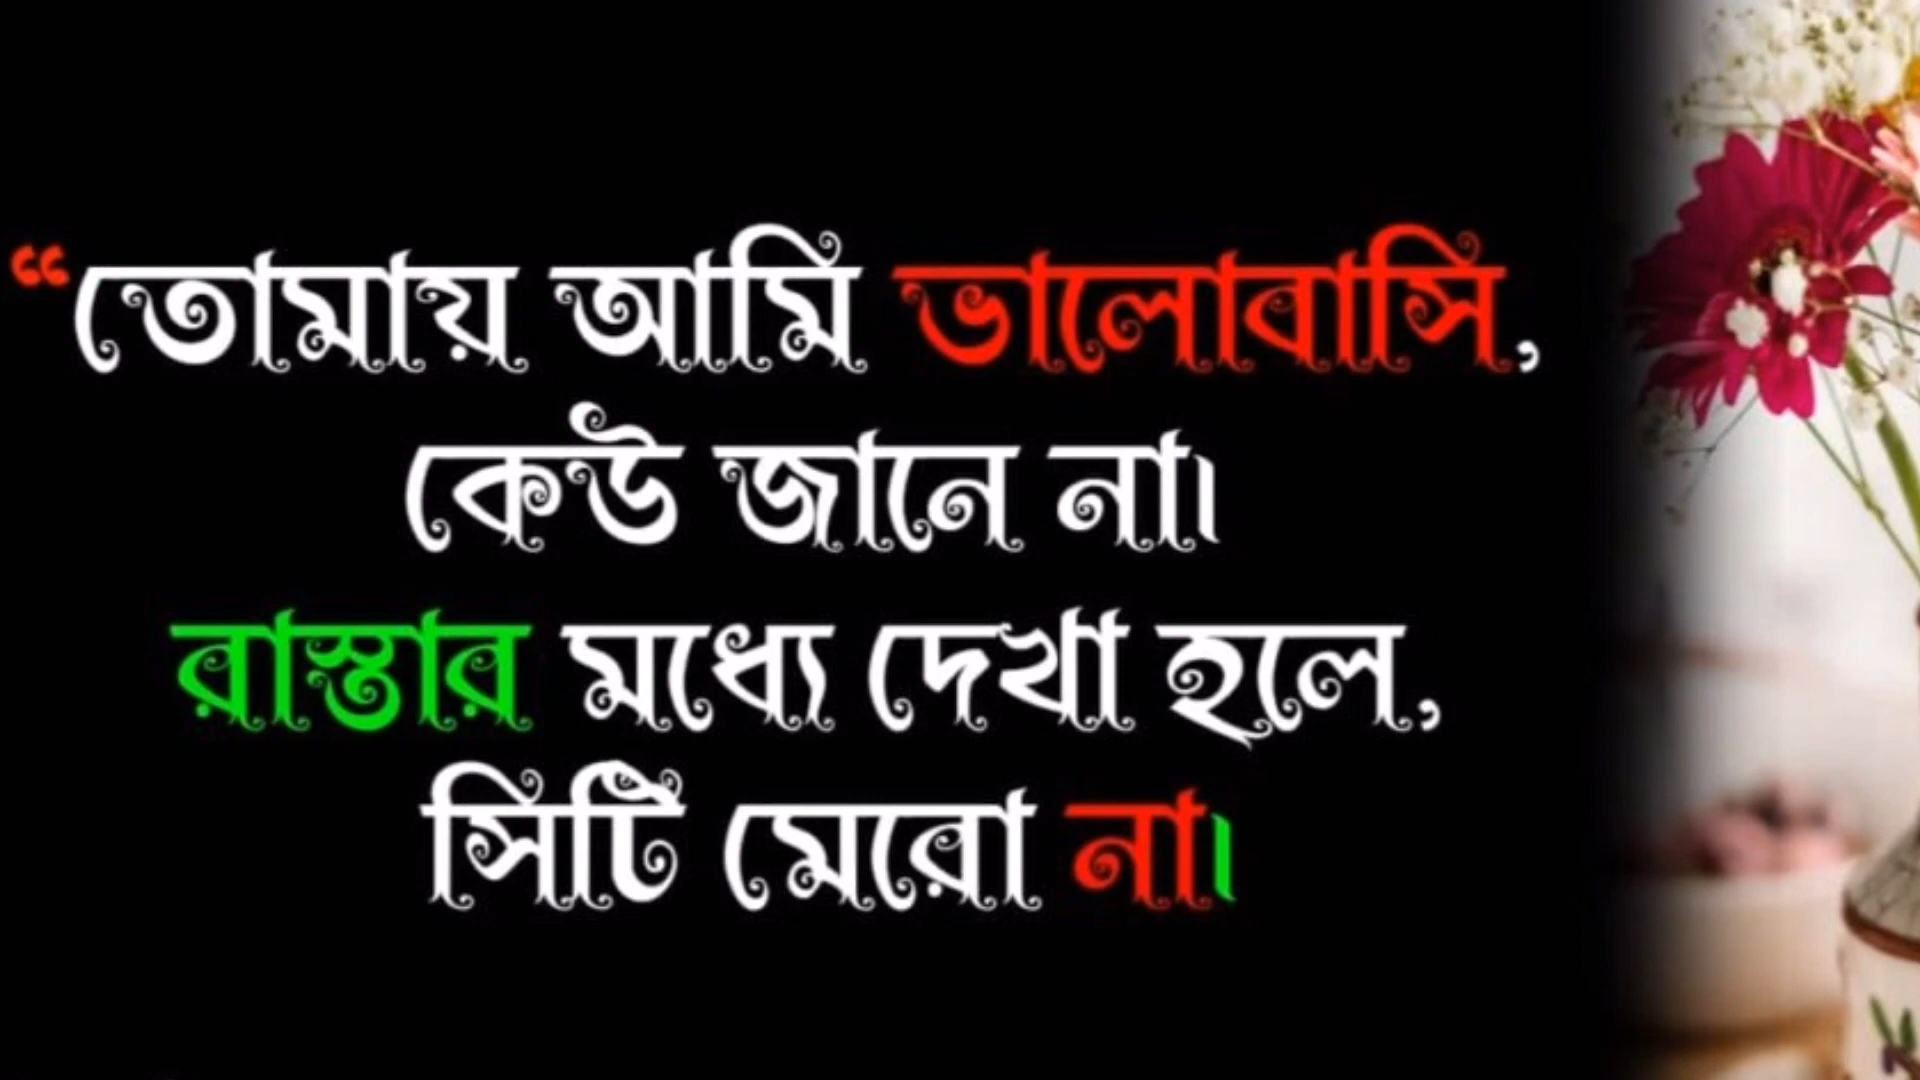 “তোমায় আমি ভালোবাসি,
কেউ জানে না।
রাস্তার মধ্যে দেখা হলে,
সিটি মেরো না।